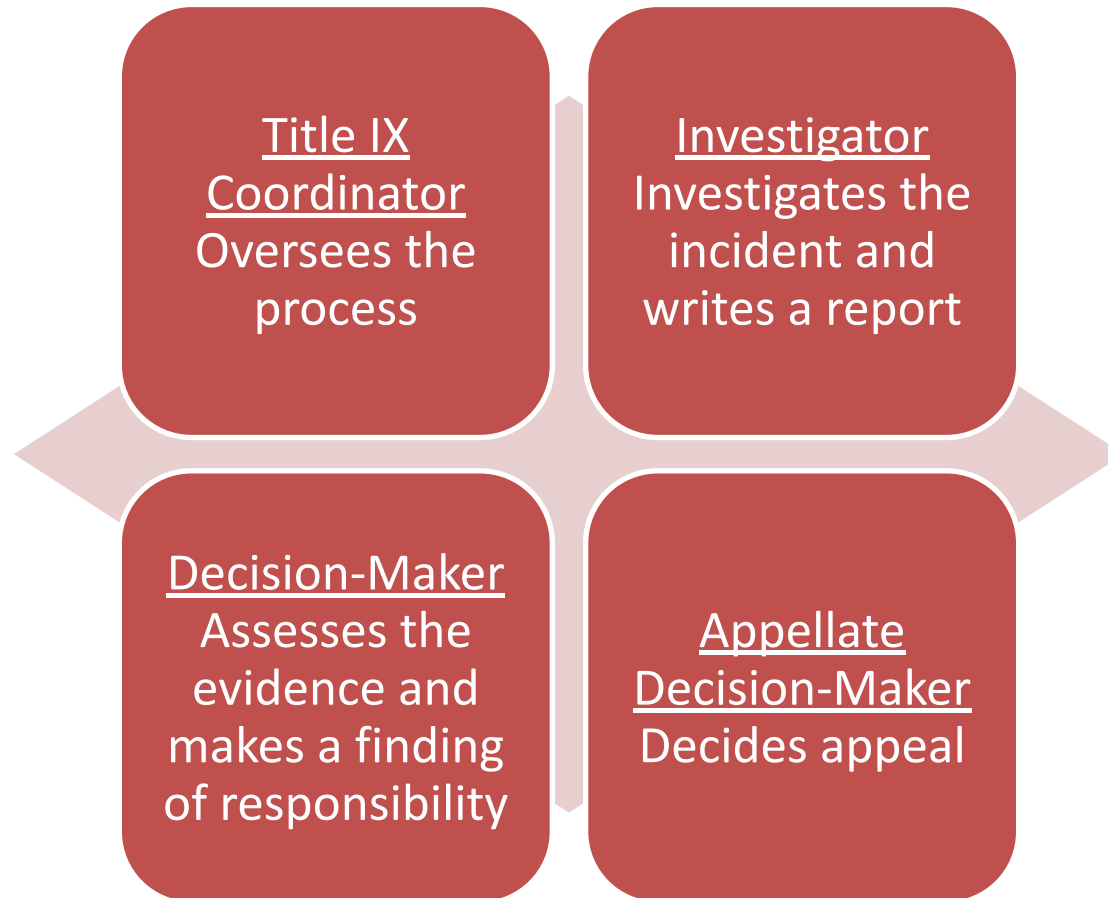 Title IX
Coordinator
Oversees the
process
Investigator
Investigates the
incident and
writes a report
Decision-Maker
Assesses the
evidence and
makes a finding
of responsibility
Appellate
Decision-Maker
Decides appeal